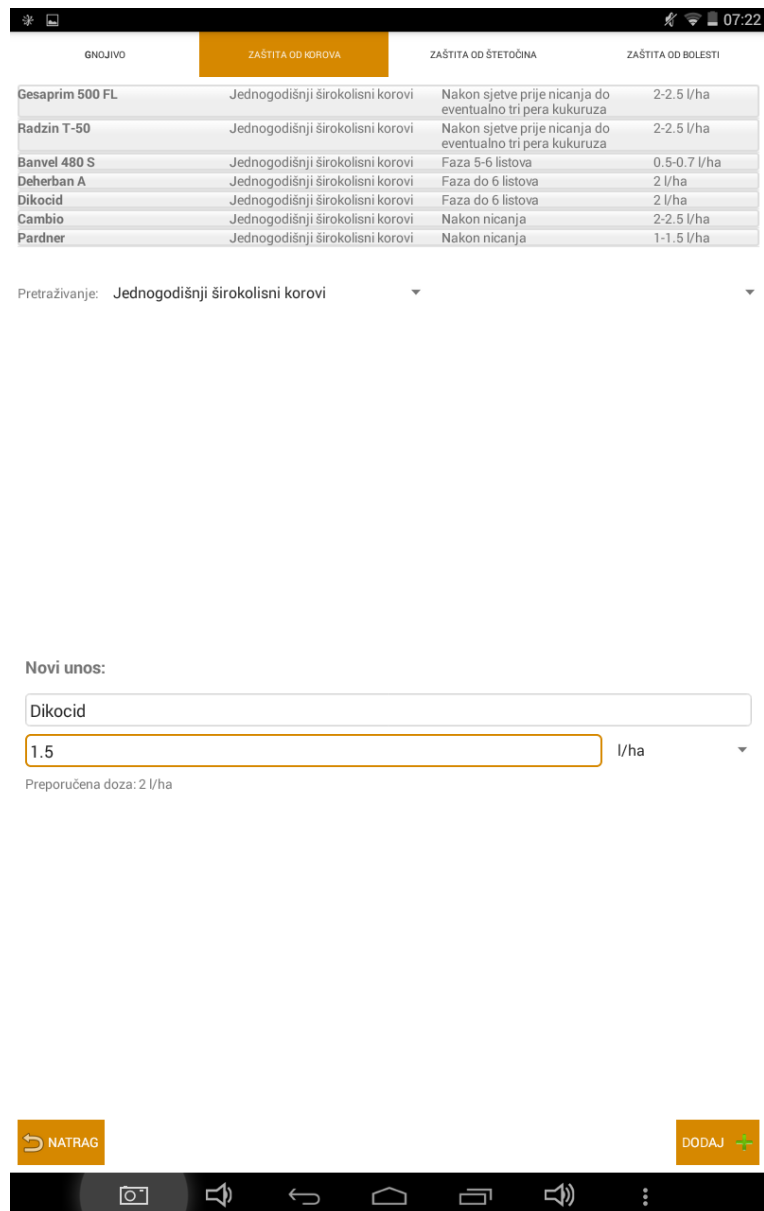 07:22
GNOJIVO ZAŠTITA OD KOROVA ZAŠTITA OD ŠTETOČINA ZAŠTITA OD BOLESTI
Gesaprim 500 FL Jednogodišnji širokolisni korovi Nakon sjetve prije nicanja do 2-2.5 l/ha
eventualno tri pera kukuruza
Radzin T-50 Jednogodišnji širokolisni korovi Nakon sjetve prije nicanja do 2-2.5 l/ha
eventualno tri pera kukuruza
Banvel 480 S Jednogodišnji širokolisni korovi Faza 5-6 listova 0.5-0.7 l/ha
Deherban A Jednogodišnji širokolisni korovi Faza do 6 listova 2 l/ha
Dikocid Jednogodišnji širokolisni korovi Faza do 6 listova 2 l/ha
Cambio Jednogodišnji širokolisni korovi Nakon nicanja 2-2.5 l/ha
Pardner Jednogodišnji širokolisni korovi Nakon nicanja 1-1.5 l/ha
Pretraživanje: Jednogodišnji širokolisni korovi
Novi unos:
Dikocid
1.5 l/ha
Preporučena doza: 2 l/ha
NATRAG DODAJ